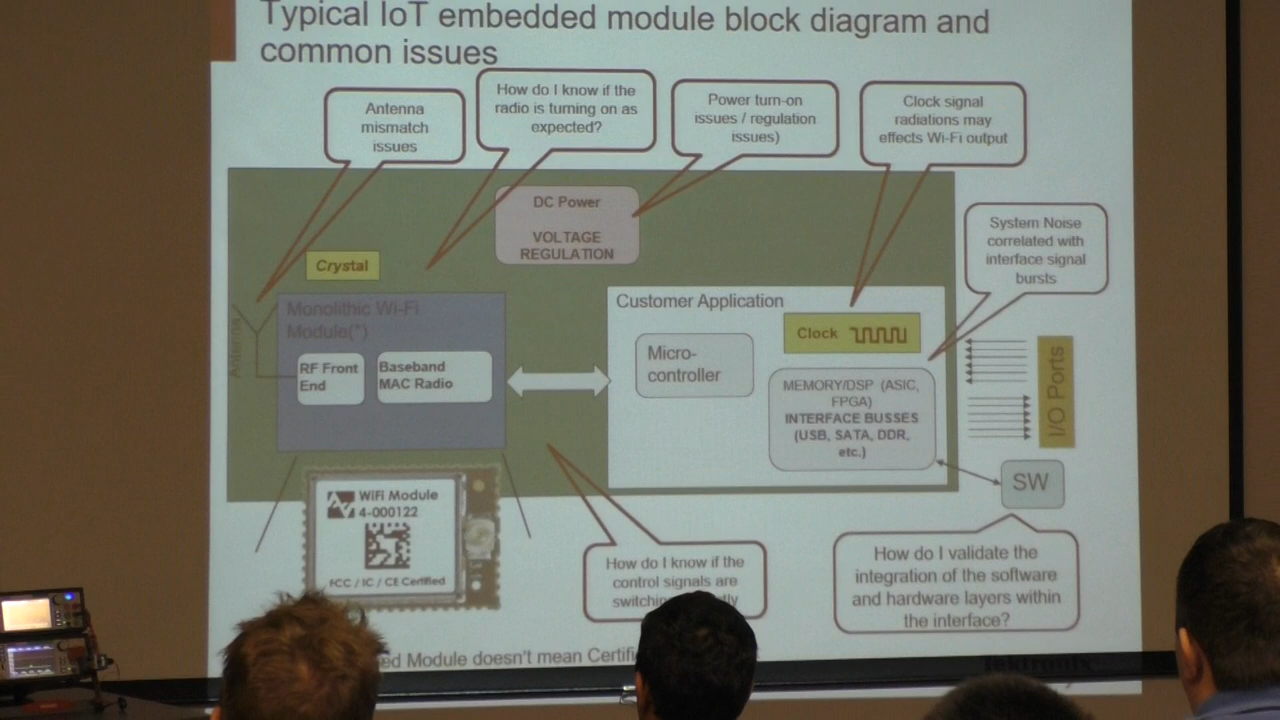 Typical IoT embedded module block diagram and
common issues
Antenna
mismatch
issues
How do I know if the
radio is turning on as
expected?
Power turn-on
issues / regulation
issues)
Clock signal
radiations may
effects Wi-Fi output
System Noise
correlated with
interface signal
bursts
DC Power
VOLTAGE
REGULATION
Crystal
Antenna
Monolithic Wi-Fi
Module(*)
RF Front
End
Baseband
MAC Radio
Customer Application
Micro-
controller
Clock
MEMORY/DSP (ASIC,
FPGA)
INTERFACE BUSSES
(USB, SATA, DDR,
etc.)
I/O Ports
SW
WiFi Module
4-000122
FCC / IC / CE Certified
How do I know if the
control signals are
How do I validate the
integration of the software
and hardware layers within
the interface?
Module doesn't mean
Tektronix